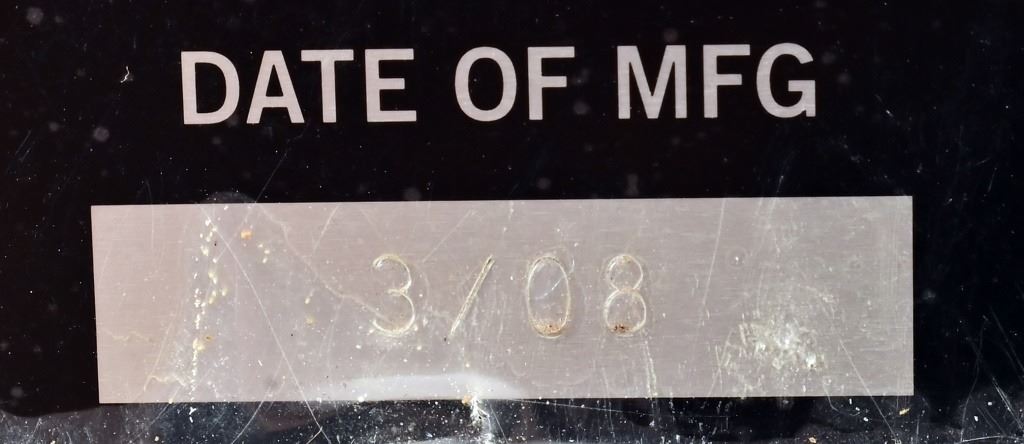 DATE OF MFG
3/08